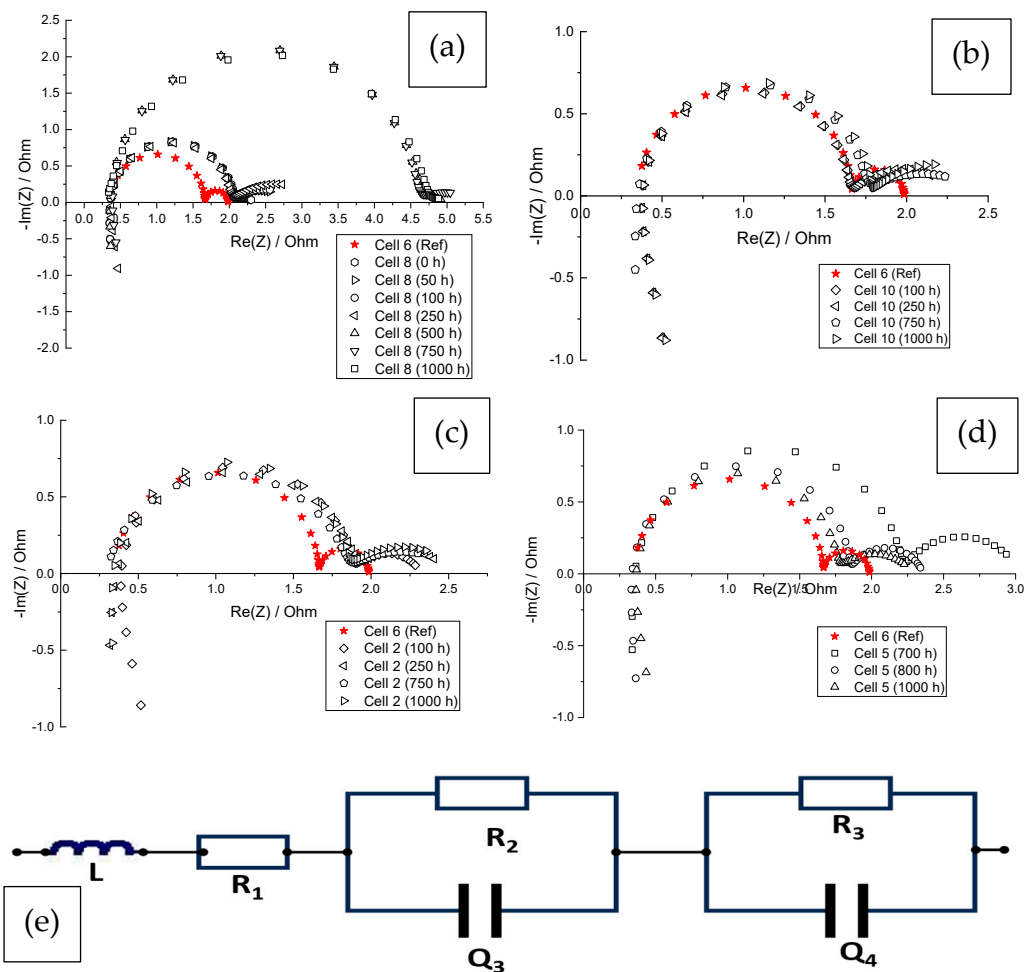 (a)
2.5
2.0
1.5
1.0
0.5
0.0
-0.5
-1.0
-1.5
-2.0
-Im(Z) / Ohm
0.0 0.5 1.0 1.5 2.0 2.5 3.0 3.5 4.0 4.5 5.0 5.5
Re(Z) / Ohm
Cell 6 (Ref)
Cell 8 (0 h)
Cell 8 (50 h)
Cell 8 (100 h)
Cell 8 (250 h)
Cell 8 (500 h)
Cell 8 (750 h)
Cell 8 (1000 h)
(b)
1.0
0.5
0.0
-0.5
-1.0
-Im(Z) / Ohm
0.0 0.5 1.0 1.5 2.0 2.5
Re(Z) / Ohm
Cell 6 (Ref)
Cell 10 (100 h)
Cell 10 (250 h)
Cell 10 (750 h)
Cell 10 (1000 h)
(c)
1.0
0.5
0.0
-0.5
-1.0
-Im(Z) / Ohm
0.0 0.5 1.0 1.5 2.0 2.5
Re(Z) / Ohm
Cell 6 (Ref)
Cell 2 (100 h)
Cell 2 (250 h)
Cell 2 (750 h)
Cell 2 (1000 h)
(d)
1.0
0.5
0.0
-0.5
-1.0
-Im(Z) / Ohm
0.0 0.5 1.0 1.5 2.0 2.5 3.0
Re(Z) / Ohm
Cell 6 (Ref)
Cell 5 (700 h)
Cell 5 (800 h)
Cell 5 (1000 h)
(e)
L
R₁
R₂
Q₃
R₃
Q₄